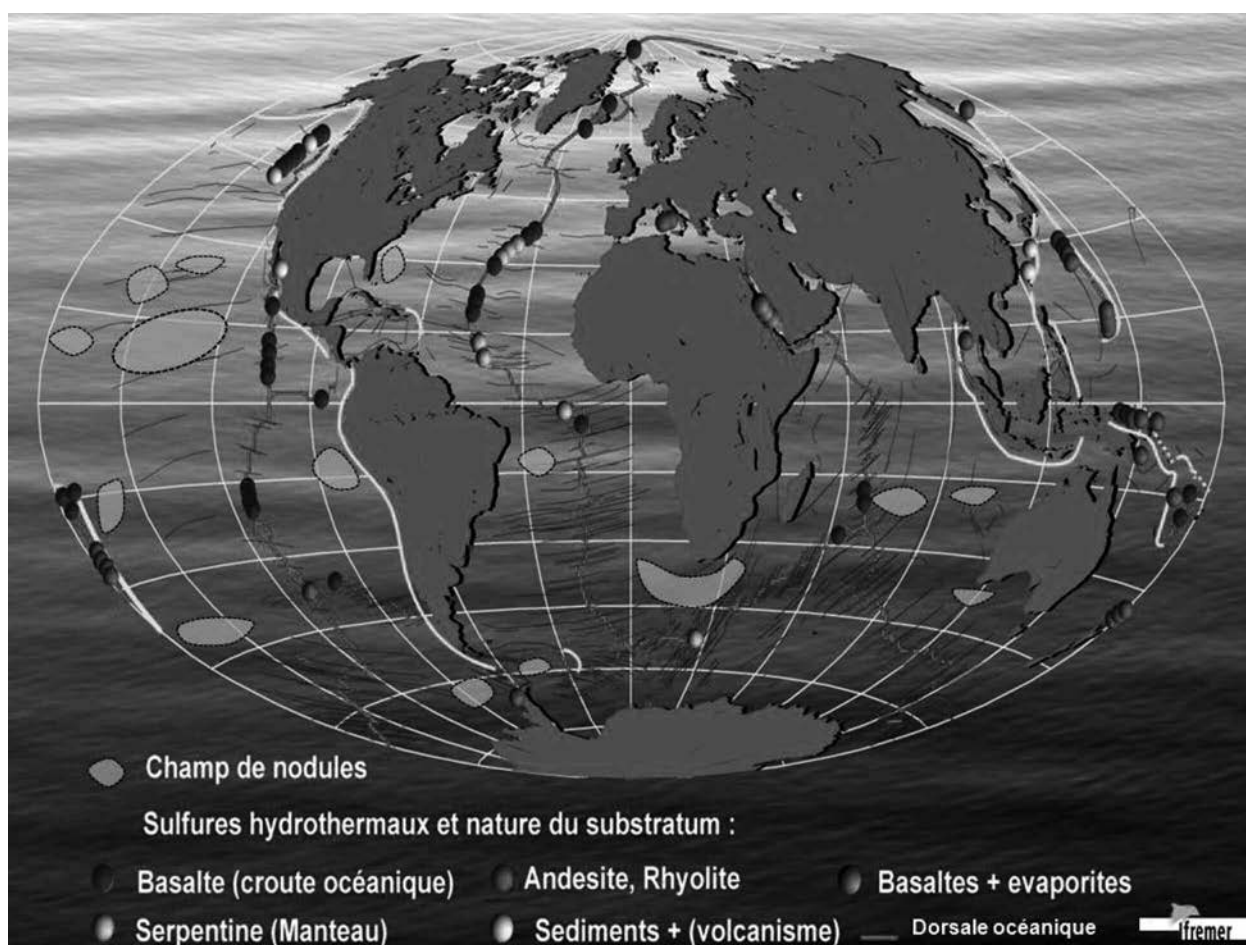 Champ de nodules
Sulfures hydrothermaux et nature du substratum :
Basalte (croute océanique)
Andesite, Rhyolite
Basaltes + evaporites
Serpentine (Manteau)
Sediments + (volcanisme)
Dorsale océanique
Ifremer